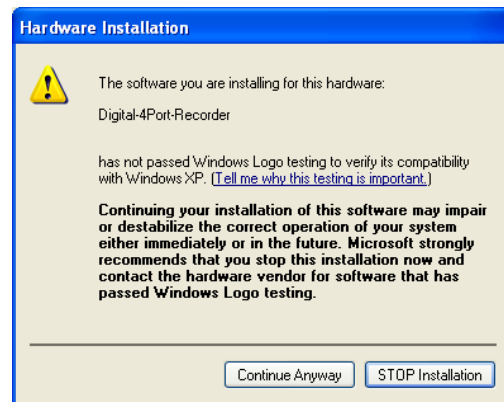 Hardware Installation
The software you are installing for this hardware:
Digital-4Port-Recorder
has not passed Windows Logo testing to verify its compatibility
with Windows XP. (Tell me why this testing is important.)
Continuing your installation of this software may impair
or destabilize the correct operation of your system
either immediately or in the future. Microsoft strongly
recommends that you stop this installation now and
contact the hardware vendor for software that has
passed Windows Logo testing.
Continue Anyway STOP Installation